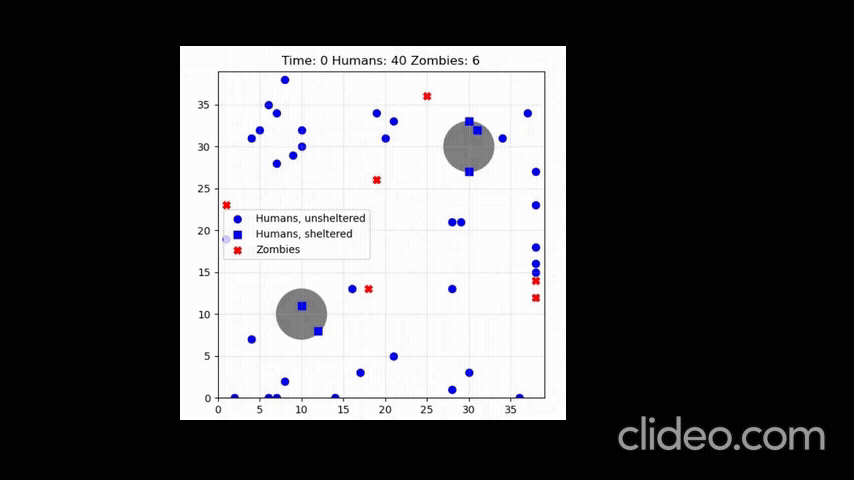 Time: 0 Humans: 40 Zombies: 6
35
30
25
20
15
10
5
0
Humans, unsheltered
Humans, sheltered
Zombies
0 5 10 15 20 25 30 35
clideo.com